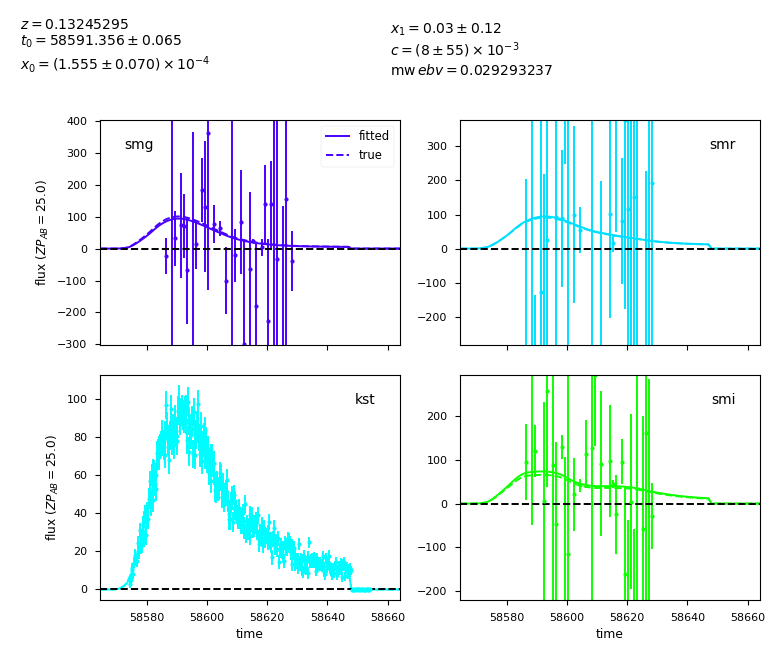 z = 0.13245295
t₀ = 58591.356 ± 0.065
x₀ = (1.555 ± 0.070) × 10⁻⁴
x₁ = 0.03 ± 0.12
c = (8 ± 55) × 10⁻³
mw ebv = 0.029293237
smg
fitted
true
flux (ZP_AB = 25.0)
400
300
200
100
0
−100
−200
−300
smr
300
200
100
0
−100
−200
kst
flux (ZP_AB = 25.0)
100
80
60
40
20
0
58580
58600
58620
58640
58660
time
smi
200
100
0
−100
−200
58580
58600
58620
58640
58660
time